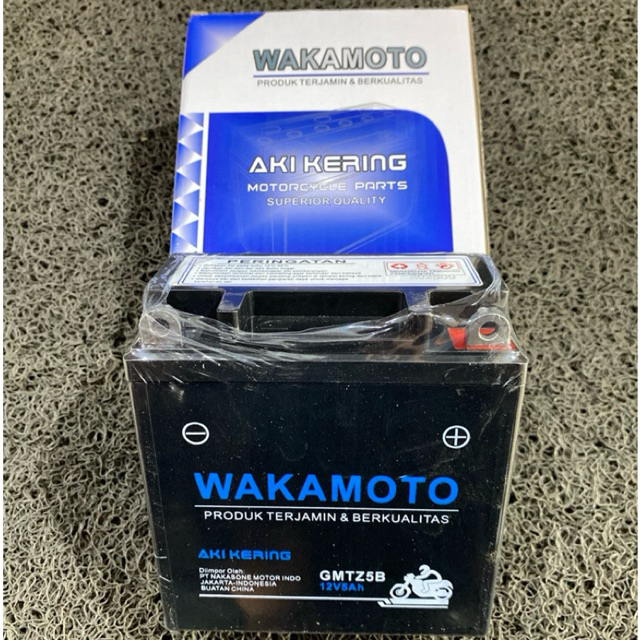 WAKAMOTO
PRODUK TERJAMIN & BERKUALITAS
AKI KERING
MOTORCYCLE PARTS
SUPERIOR QUALITY
PERINGATAN
WAKAMOTO
PRODUK TERJAMIN & BERKUALITAS
AKI KERING
Diimpor Oleh:
PT NAKASONE MOTOR INDO
JAKARTA-INDONESIA
BUATAN CHINA
GMTZ5B
12V5Ah